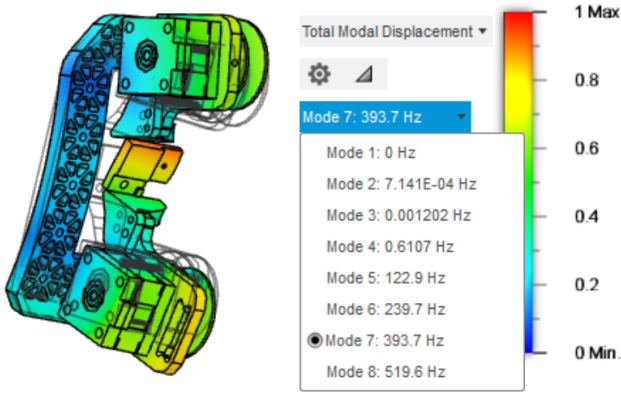 Total Modal Displacement
Mode 7: 393.7 Hz
Mode 1: 0 Hz
Mode 2: 7.141E-04 Hz
Mode 3: 0.001202 Hz
Mode 4: 0.6107 Hz
Mode 5: 122.9 Hz
Mode 6: 239.7 Hz
Mode 7: 393.7 Hz
Mode 8: 519.6 Hz
1 Max
0.8
0.6
0.4
0.2
0 Min.